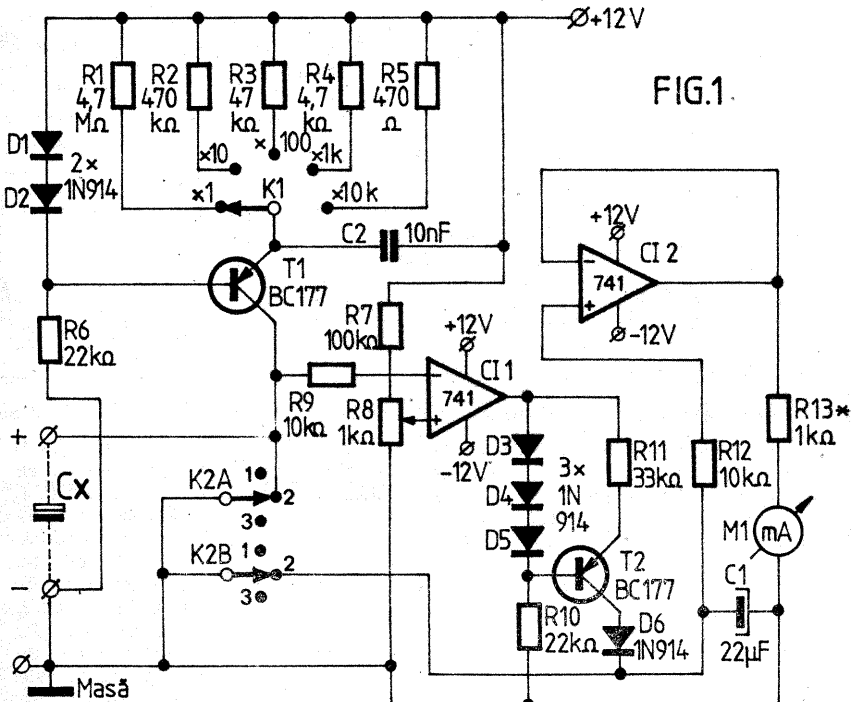 +12V
FIG.1
R1
4,7
MΩ
R2
470
kΩ
R3
47
kΩ
R4
4,7
kΩ
R5
470
Ω
D1
D2
2×
1N914
×1
×10
×
100
×1k
×10k
K1
C2
10nF
T1
BC177
R6
22kΩ
R7
100kΩ
R8
1kΩ
R9
10kΩ
+12V
CI 1
-
741
+
-12V
+12V
CI 2
-
741
+
-12V
+
Cx
-
K2A
1
2
3
K2B
1
2
3
D3
D4
D5
3×
1N
914
R11
33kΩ
R12
10kΩ
R13*
1kΩ
M1
mA
T2
BC177
C1
22μF
R10
22kΩ
D6
1N914
Masă